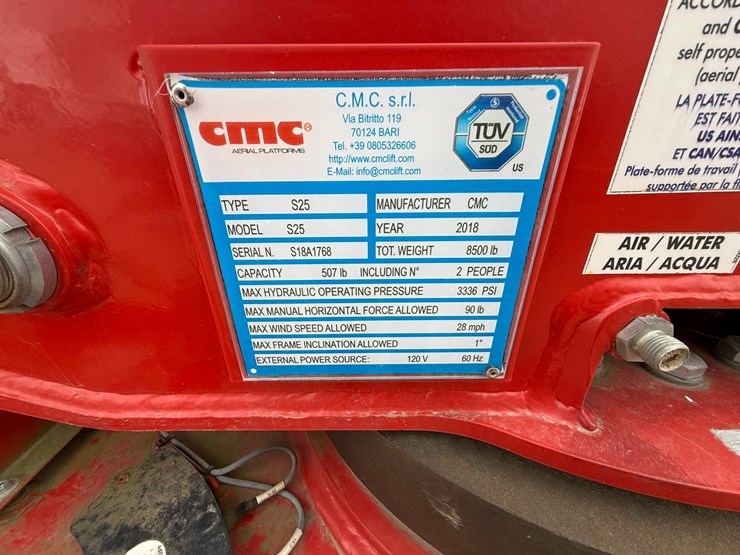 cmc®
AERIAL PLATFORMS
C.M.C. s.r.l.
Via Bitritto 119
70124 BARI
Tel. +39 0805326606
http://www.cmclift.com
E-Mail: info@cmclift.com
TÜV
SÜD
US
TYPE S25 MANUFACTURER CMC
MODEL S25 YEAR 2018
SERIAL N. S18A1768 TOT. WEIGHT 8500 lb
CAPACITY 507 lb INCLUDING N° 2 PEOPLE
MAX HYDRAULIC OPERATING PRESSURE 3336 PSI
MAX MANUAL HORIZONTAL FORCE ALLOWED 90 lb
MAX WIND SPEED ALLOWED 28 mph
MAX FRAME INCLINATION ALLOWED 1°
EXTERNAL POWER SOURCE: 120 V 60 Hz
and
self prope
(aerial
LA PLATE-F
EST FAIT
US AINS
ET CAN/CSA
Plate-forme de travail
supportée par la f
AIR / WATER
ARIA / ACQUA